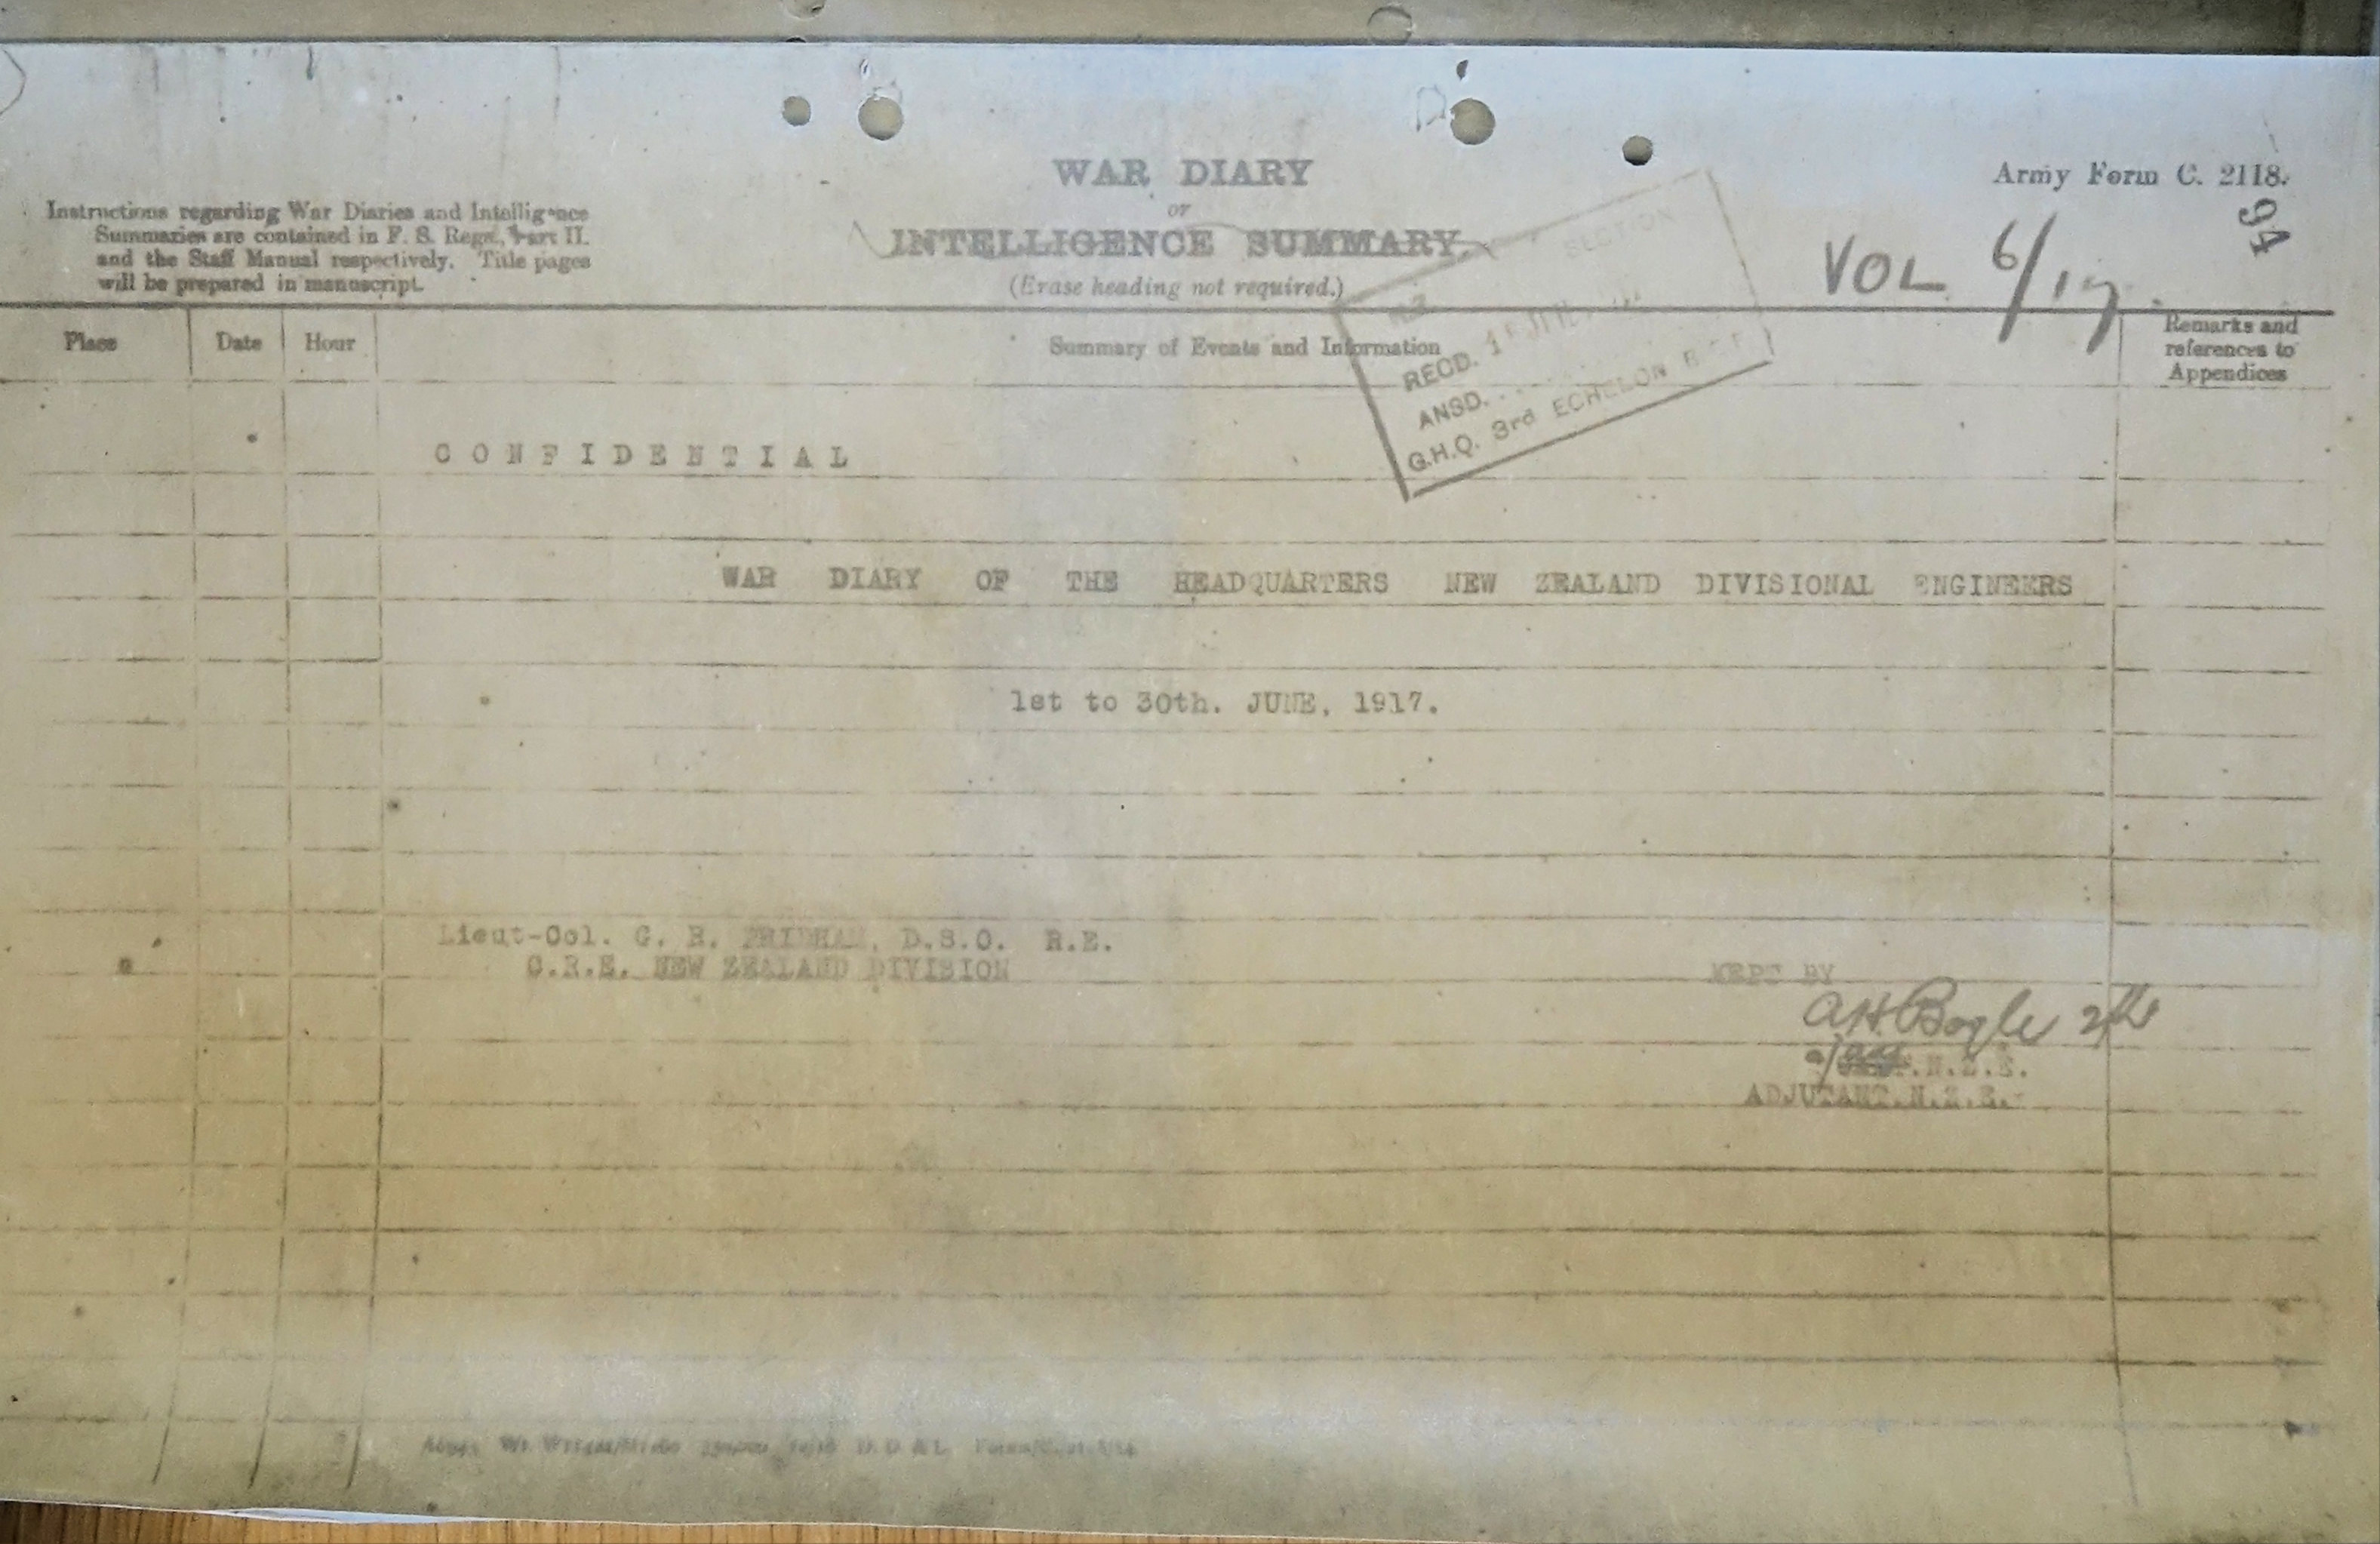 WAR DIARY
or
INTELLIGENCE SUMMARY.
(Erase heading not required.)
Army Form C. 2118.
94
Instructions regarding War Diaries and Intelligence
Summaries are contained in F. S. Regs., Part II.
and the Staff Manual respectively. Title pages
will be prepared in manuscript.
VOL 6/17.
SECTION
RECD.
ANSD.
G.H.Q. 3rd ECHELON
Place
Date
Hour
Summary of Events and Information
Remarks and
references to
Appendices
CONFIDENTIAL
WAR DIARY OF THE HEADQUARTERS NEW ZEALAND DIVISIONAL ENGINEERS
1st to 30th. JUNE, 1917.
Lieut-Col. G. R. PRIDHAM, D.S.O. R.E.
C.R.E. NEW ZEALAND DIVISION
KEPT BY
A.H. Bogle
N.Z.E.
ADJUTANT.N.Z.E.